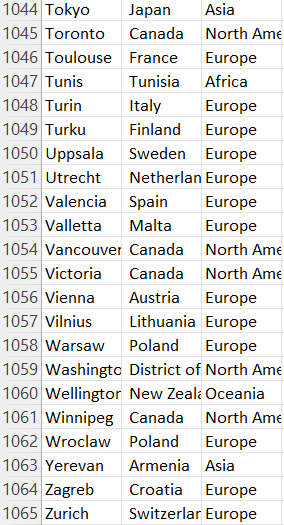 1044 Tokyo Japan Asia
1045 Toronto Canada North Ame
1046 Toulouse France Europe
1047 Tunis Tunisia Africa
1048 Turin Italy Europe
1049 Turku Finland Europe
1050 Uppsala Sweden Europe
1051 Utrecht Netherlan Europe
1052 Valencia Spain Europe
1053 Valletta Malta Europe
1054 Vancouver Canada North Ame
1055 Victoria Canada North Ame
1056 Vienna Austria Europe
1057 Vilnius Lithuania Europe
1058 Warsaw Poland Europe
1059 Washingto District of North Ame
1060 Wellington New Zeala Oceania
1061 Winnipeg Canada North Ame
1062 Wroclaw Poland Europe
1063 Yerevan Armenia Asia
1064 Zagreb Croatia Europe
1065 Zurich Switzerlan Europe